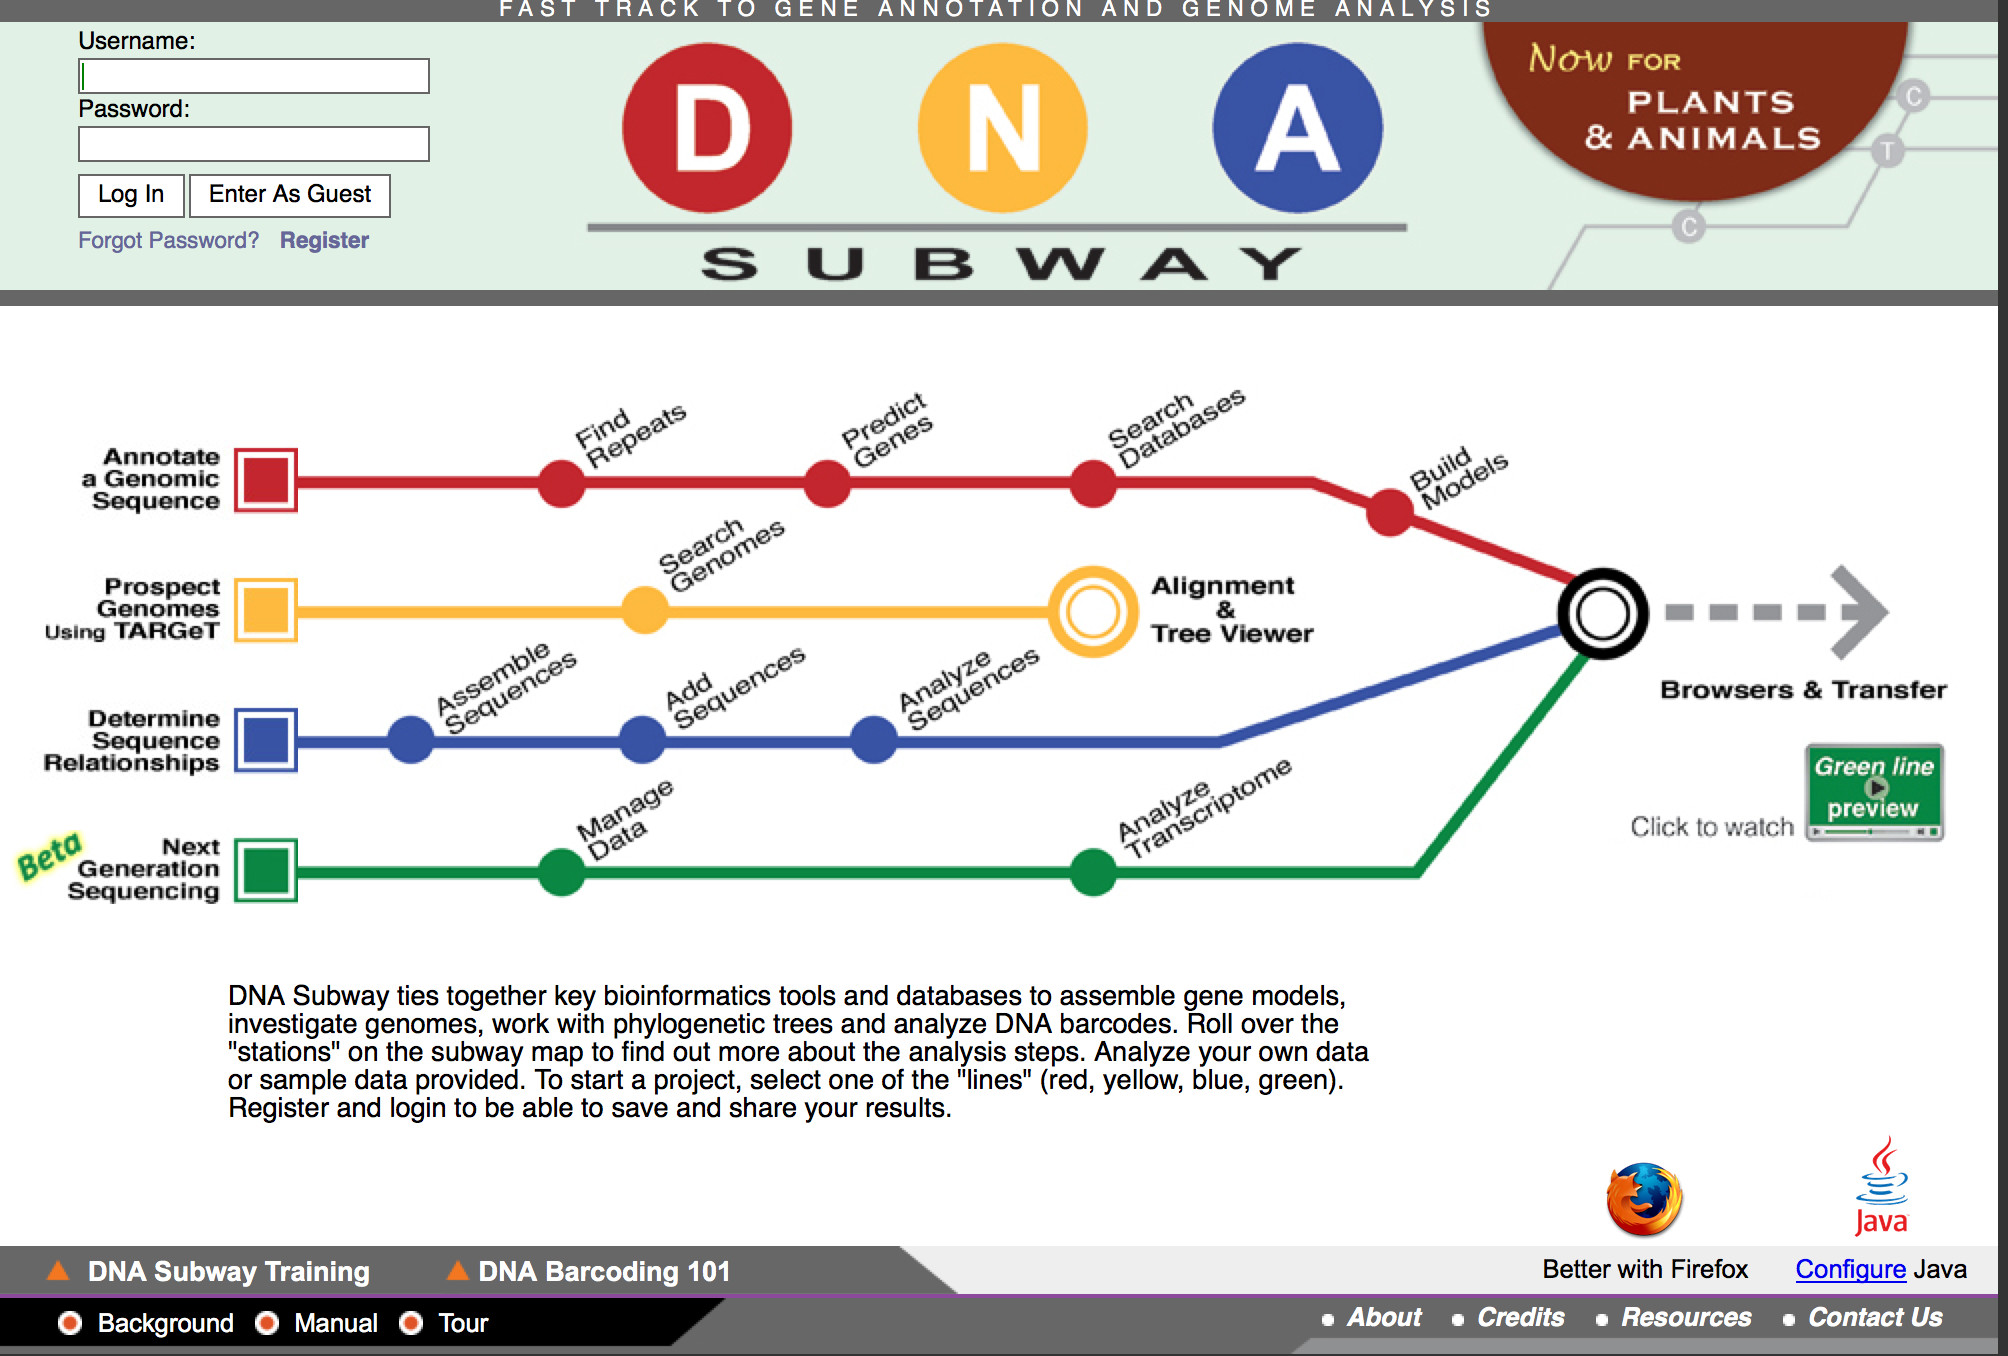 FAST TRACK TO GENE ANNOTATION AND GENOME ANALYSIS
Username:
Password:
Log In
Enter As Guest
Forgot Password?
Register
D N A
SUBWAY
Now FOR
PLANTS
& ANIMALS
C
T
C
Annotate
a Genomic
Sequence
Find
Repeats
Predict
Genes
Search
Databases
Build
Models
Prospect
Genomes
Using TARGeT
Search
Genomes
Alignment
&
Tree Viewer
Determine
Sequence
Relationships
Assemble
Sequences
Add
Sequences
Analyze
Sequences
Browsers & Transfer
Beta
Next
Generation
Sequencing
Manage
Data
Analyze
Transcriptome
Click to watch
Green line
preview
DNA Subway ties together key bioinformatics tools and databases to assemble gene models,
investigate genomes, work with phylogenetic trees and analyze DNA barcodes. Roll over the
"stations" on the subway map to find out more about the analysis steps. Analyze your own data
or sample data provided. To start a project, select one of the "lines" (red, yellow, blue, green).
Register and login to be able to save and share your results.
Java
DNA Subway Training
DNA Barcoding 101
Better with Firefox
Configure Java
Background
Manual
Tour
About
Credits
Resources
Contact Us